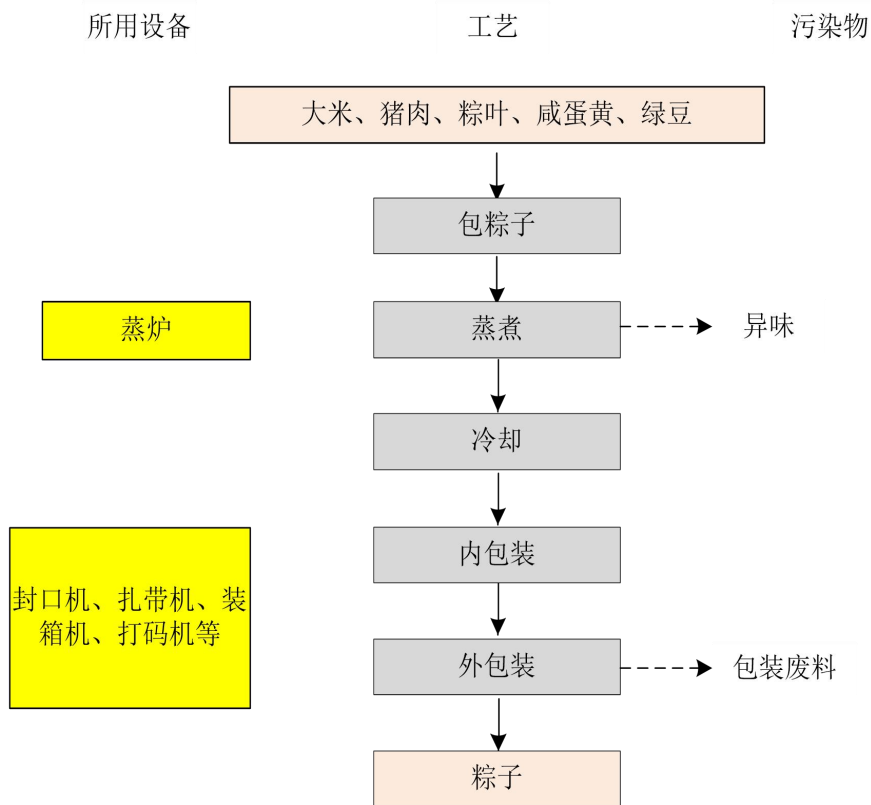 所用设备
工艺
污染物
大米、猪肉、粽叶、咸蛋黄、绿豆
包粽子
蒸炉
蒸煮
异味
冷却
内包装
封口机、扎带机、装
箱机、打码机等
外包装
包装废料
粽子